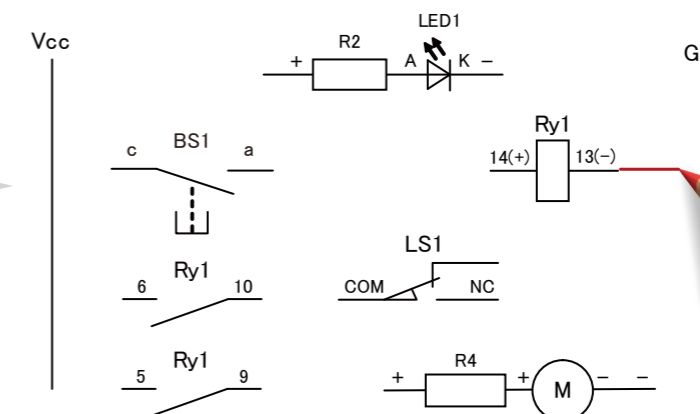 LED1
Vcc
R2
G
+
A
K
−
Ry1
BS1
c
a
14(+)
13(−)
LS1
Ry1
6
10
COM
NC
Ry1
R4
5
9
+
+
M
−
−